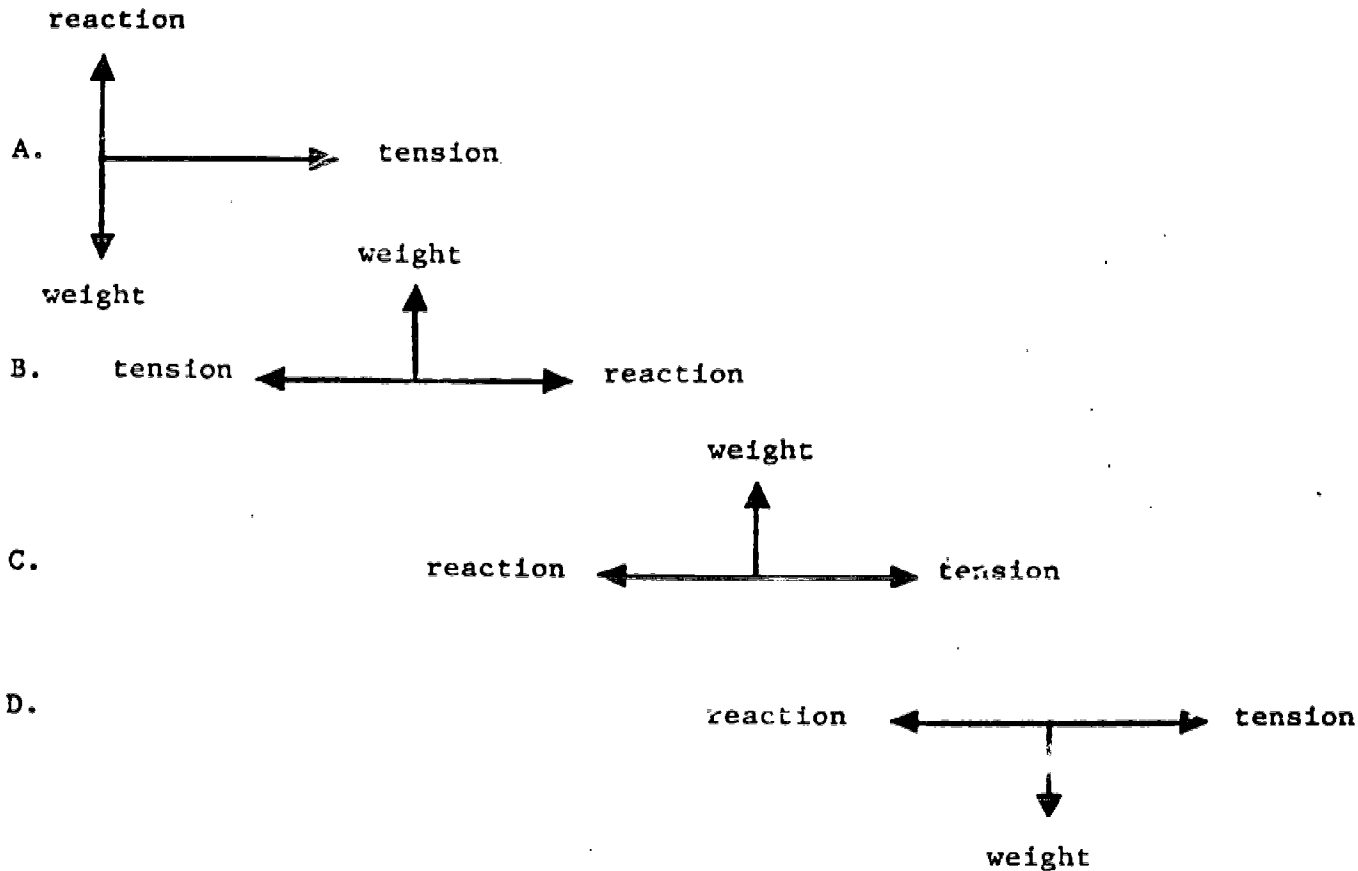 reaction
A. tension
weight
weight
B. tension reaction
weight
C. reaction tension
D. reaction tension
weight